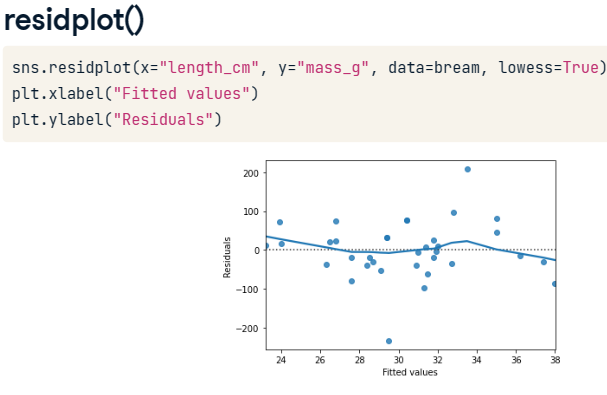 residplot()
sns.residplot(x="length_cm", y="mass_g", data=bream, lowess=True)
plt.xlabel("Fitted values")
plt.ylabel("Residuals")
200
100
0
−100
−200
Residuals
24 26 28 30 32 34 36 38
Fitted values